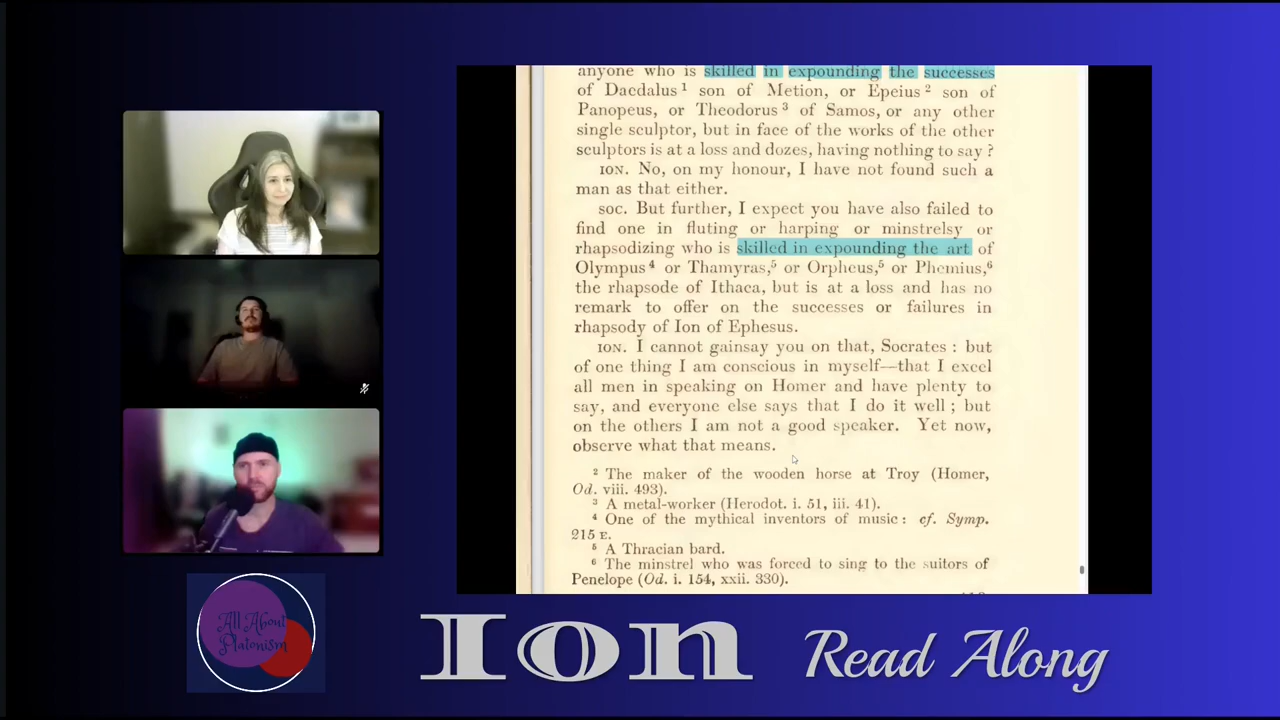 anyone who is skilled in expounding the successes
of Daedalus ¹ son of Metion, or Epeius ² son of
Panopeus, or Theodorus ³ of Samos, or any other
single sculptor, but in face of the works of the other
sculptors is at a loss and dozes, having nothing to say ?
ION. No, on my honour, I have not found such a
man as that either.
SOC. But further, I expect you have also failed to
find one in fluting or harping or minstrelsy or
rhapsodizing who is skilled in expounding the art of
Olympus ⁴ or Thamyras,⁵ or Orpheus,⁵ or Phemius,⁶
the rhapsode of Ithaca, but is at a loss and has no
remark to offer on the successes or failures in
rhapsody of Ion of Ephesus.
ION. I cannot gainsay you on that, Socrates : but
of one thing I am conscious in myself—that I excel
all men in speaking on Homer and have plenty to
say, and everyone else says that I do it well ; but
on the others I am not a good speaker. Yet now,
observe what that means.
² The maker of the wooden horse at Troy (Homer,
Od. viii. 493).
³ A metal-worker (Herodot. i. 51, iii. 41).
⁴ One of the mythical inventors of music : cf. Symp.
215 E.
⁵ A Thracian bard.
⁶ The minstrel who was forced to sing to the suitors of
Penelope (Od. i. 154, xxii. 330).
All About
Platonism
Ion Read Along